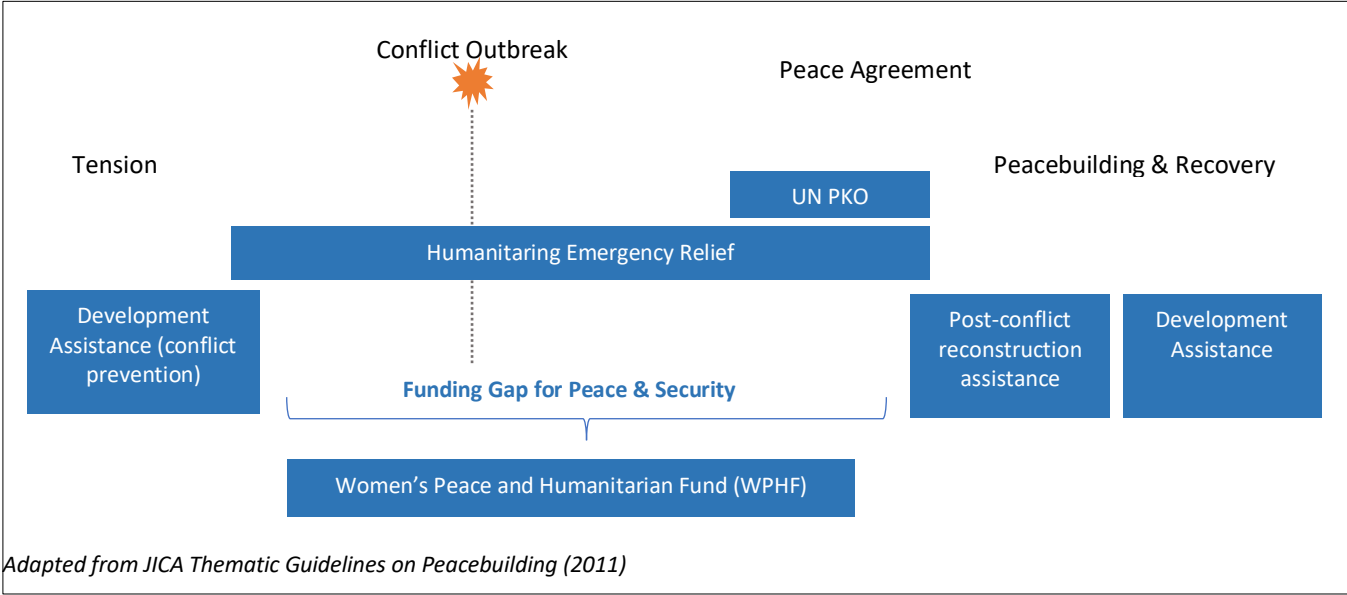 Conflict Outbreak
Peace Agreement
Tension
Peacebuilding & Recovery
UN PKO
Humanitaring Emergency Relief
Development
Assistance (conflict
prevention)
Post-conflict
reconstruction
assistance
Development
Assistance
Funding Gap for Peace & Security
Women’s Peace and Humanitarian Fund (WPHF)
Adapted from JICA Thematic Guidelines on Peacebuilding (2011)